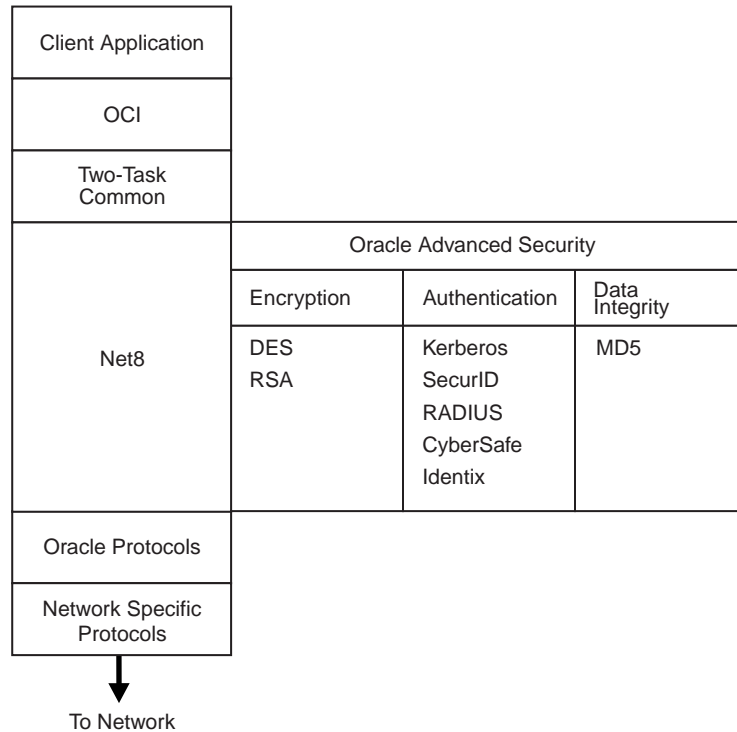 Client Application
OCI
Two-Task
Common
Net8
Oracle Advanced Security
Encryption
Authentication
Data
Integrity
DES
RSA
Kerberos
SecurID
RADIUS
CyberSafe
Identix
MD5
Oracle Protocols
Network Specific
Protocols
To Network